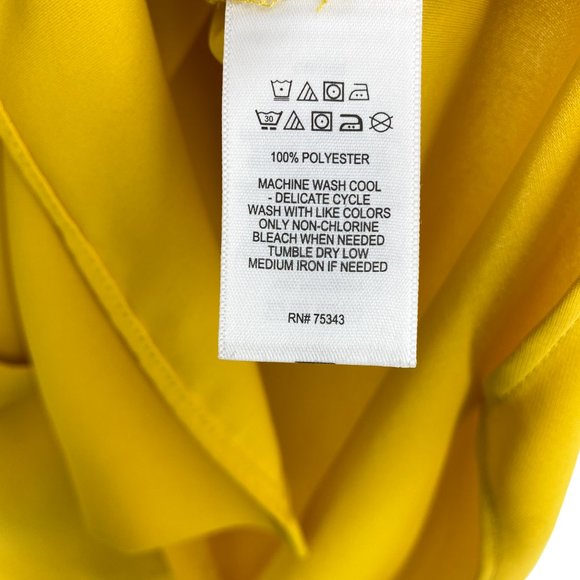 30
100% POLYESTER
MACHINE WASH COOL
- DELICATE CYCLE
WASH WITH LIKE COLORS
ONLY NON-CHLORINE
BLEACH WHEN NEEDED
TUMBLE DRY LOW
MEDIUM IRON IF NEEDED
RN# 75343